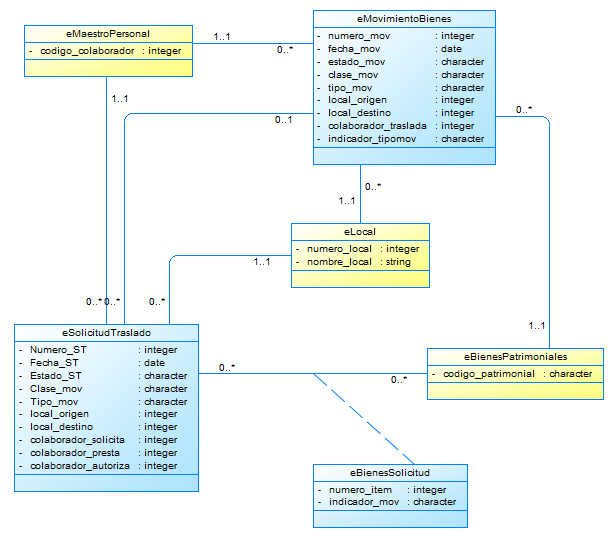 eMaestroPersonal
- codigo_colaborador : integer
eMovimientoBienes
- numero_mov : integer
- fecha_mov : date
- estado_mov : character
- clase_mov : character
- tipo_mov : character
- local_origen : integer
- local_destino : integer
- colaborador_traslada : integer
- indicador_tipomov : character
1..1
0..*
1..1
0..1
0..*
0..*
1..1
eLocal
- numero_local : integer
- nombre_local : string
1..1
0..*
0..*
0..*
1..1
eSolicitudTraslado
- Numero_ST : integer
- Fecha_ST : date
- Estado_ST : character
- Clase_mov : character
- Tipo_mov : character
- local_origen : integer
- local_destino : integer
- colaborador_solicita : integer
- colaborador_presta : integer
- colaborador_autoriza : integer
eBienesPatrimoniales
- codigo_patrimonial : character
0..*
0..*
eBienesSolicitud
- numero_item : integer
- indicador_mov : character